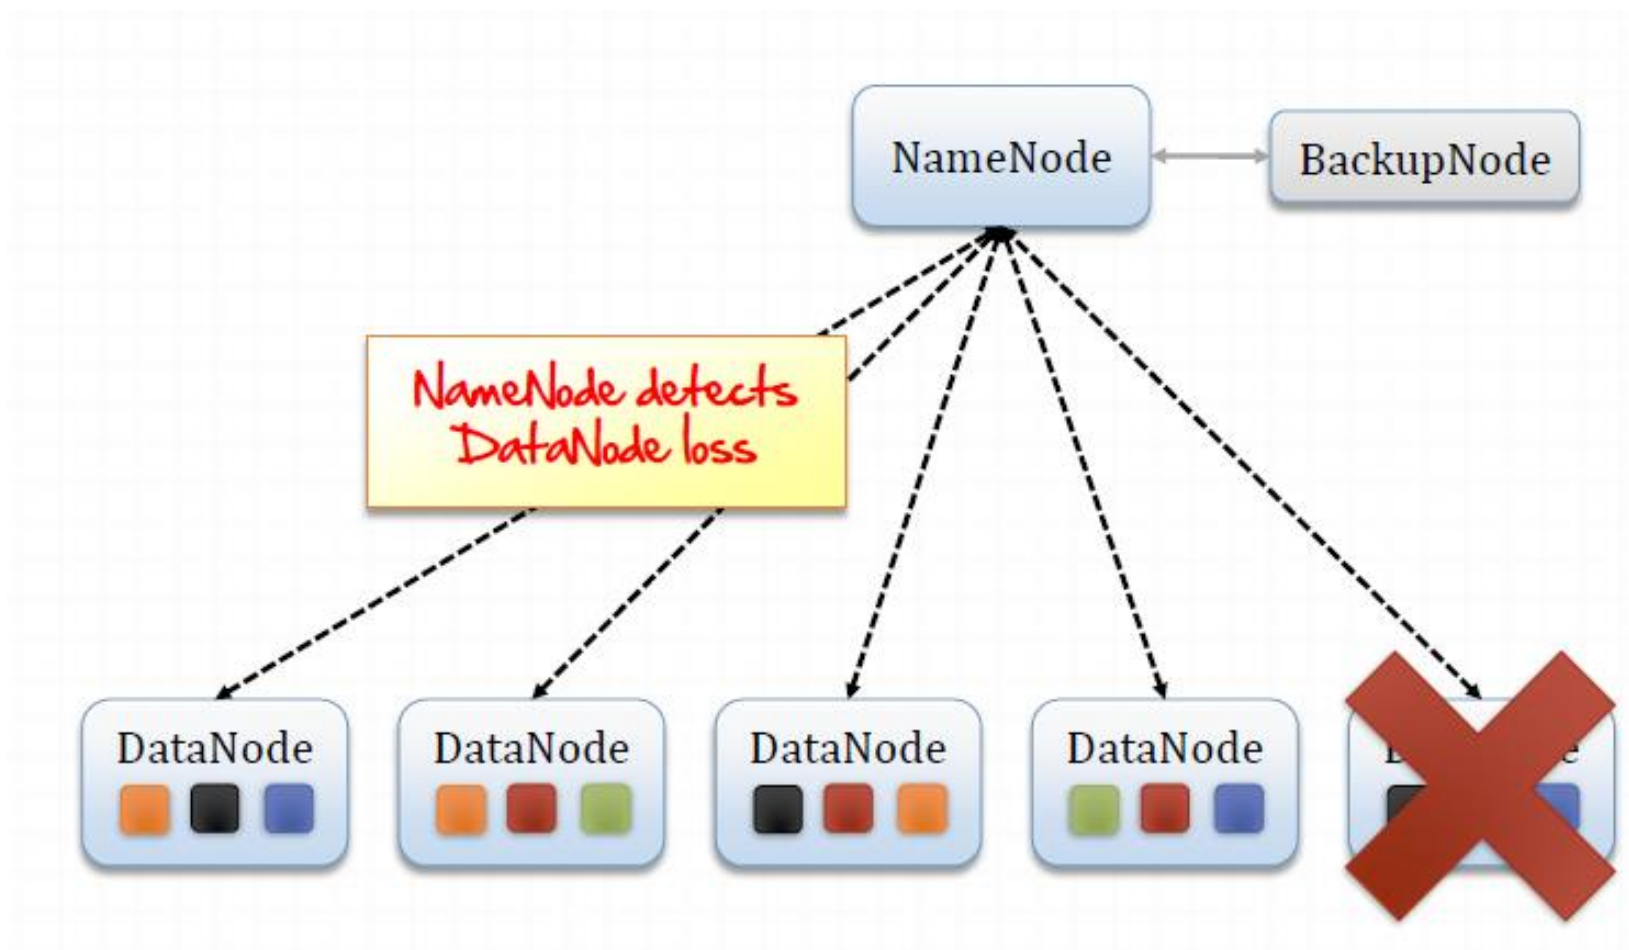 NameNode
BackupNode
NameNode detects
DataNode loss
DataNode
DataNode
DataNode
DataNode